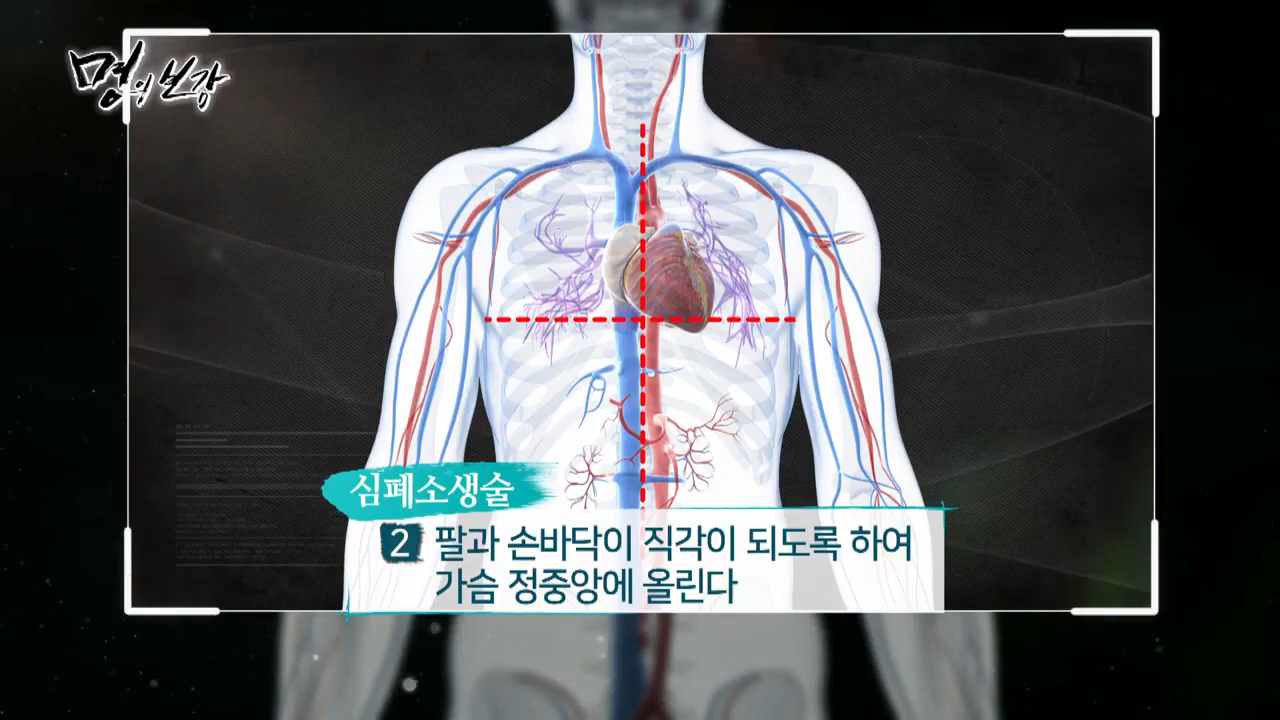 명의보감
심폐소생술
2 팔과 손바닥이 직각이 되도록 하여
가슴 정중앙에 올린다